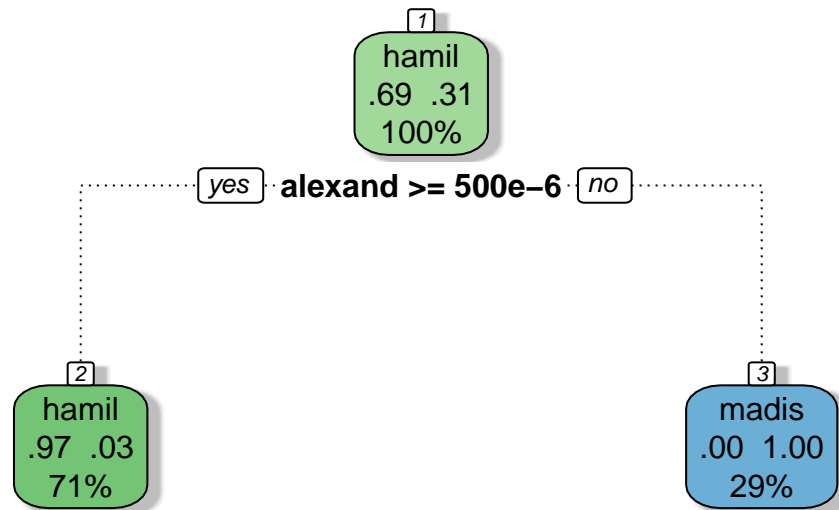 1
hamil
.69 .31
100%
yes alexand >= 500e−6 no
2
hamil
.97 .03
71%
3
madis
.00 1.00
29%